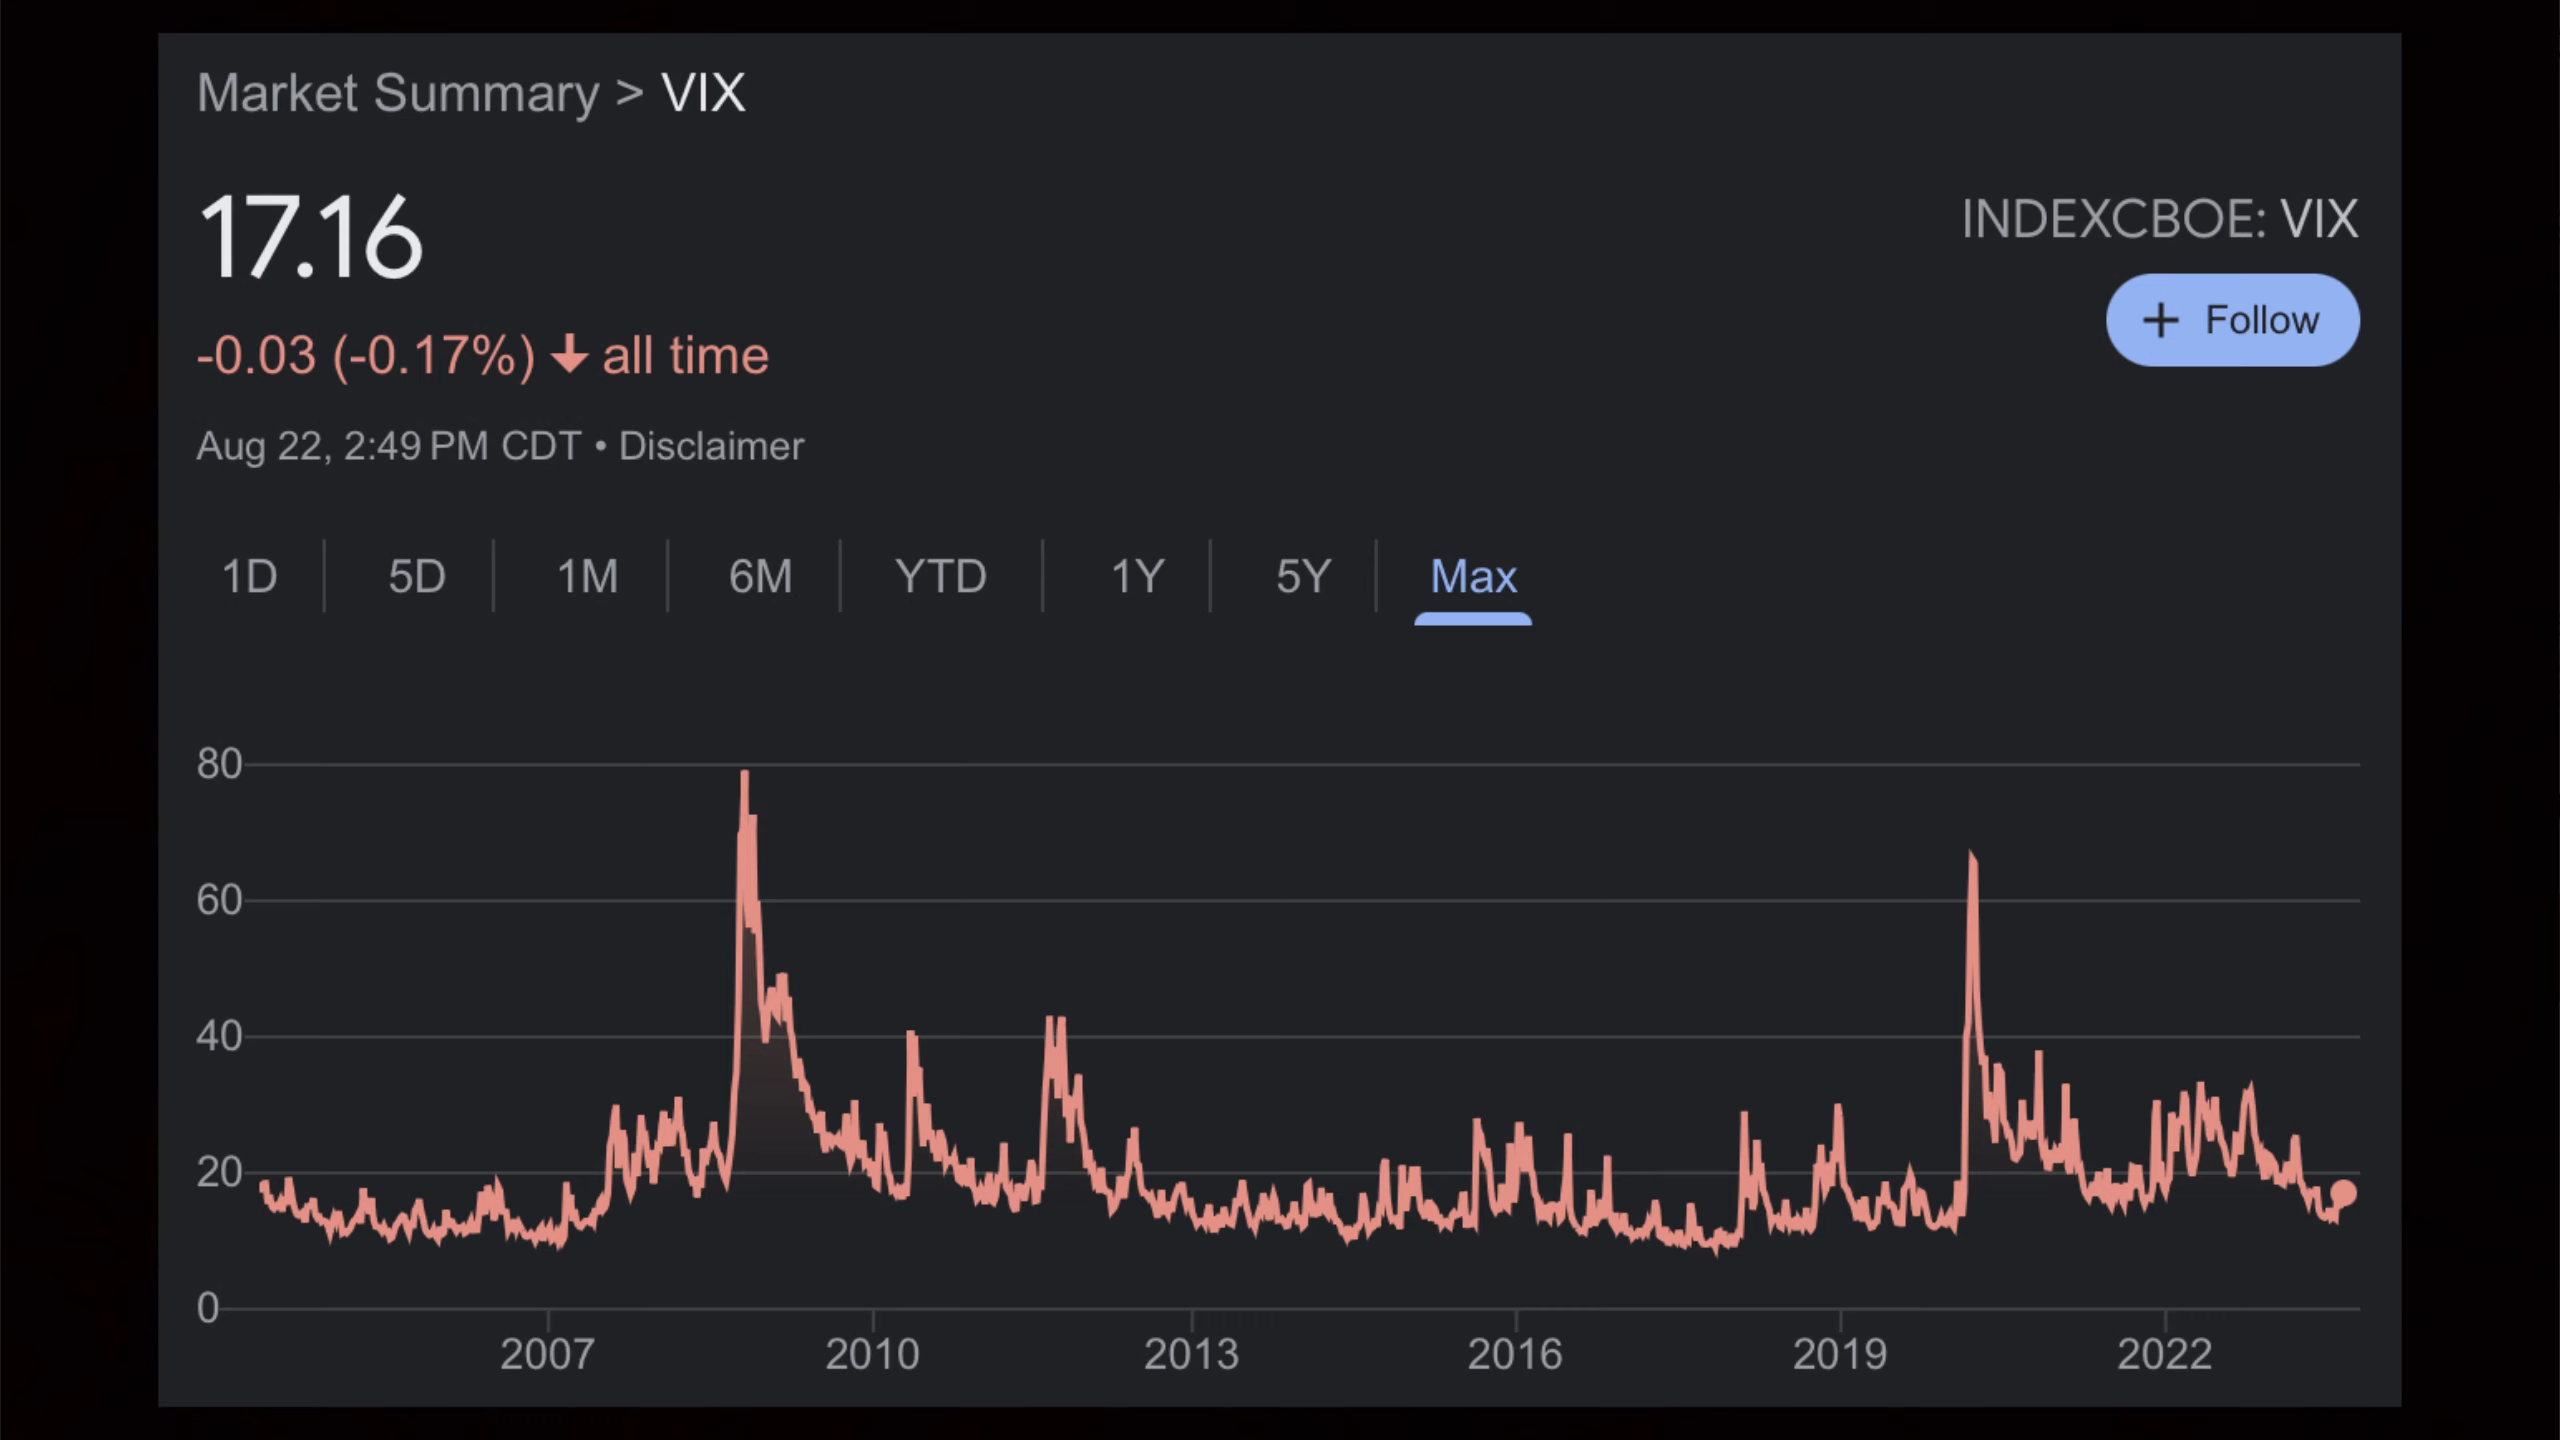 Market Summary > VIX
17.16
INDEXCBOE: VIX
+ Follow
-0.03 (-0.17%) ↓ all time
Aug 22, 2:49 PM CDT • Disclaimer
1D 5D 1M 6M YTD 1Y 5Y Max
80
60
40
20
0
2007 2010 2013 2016 2019 2022